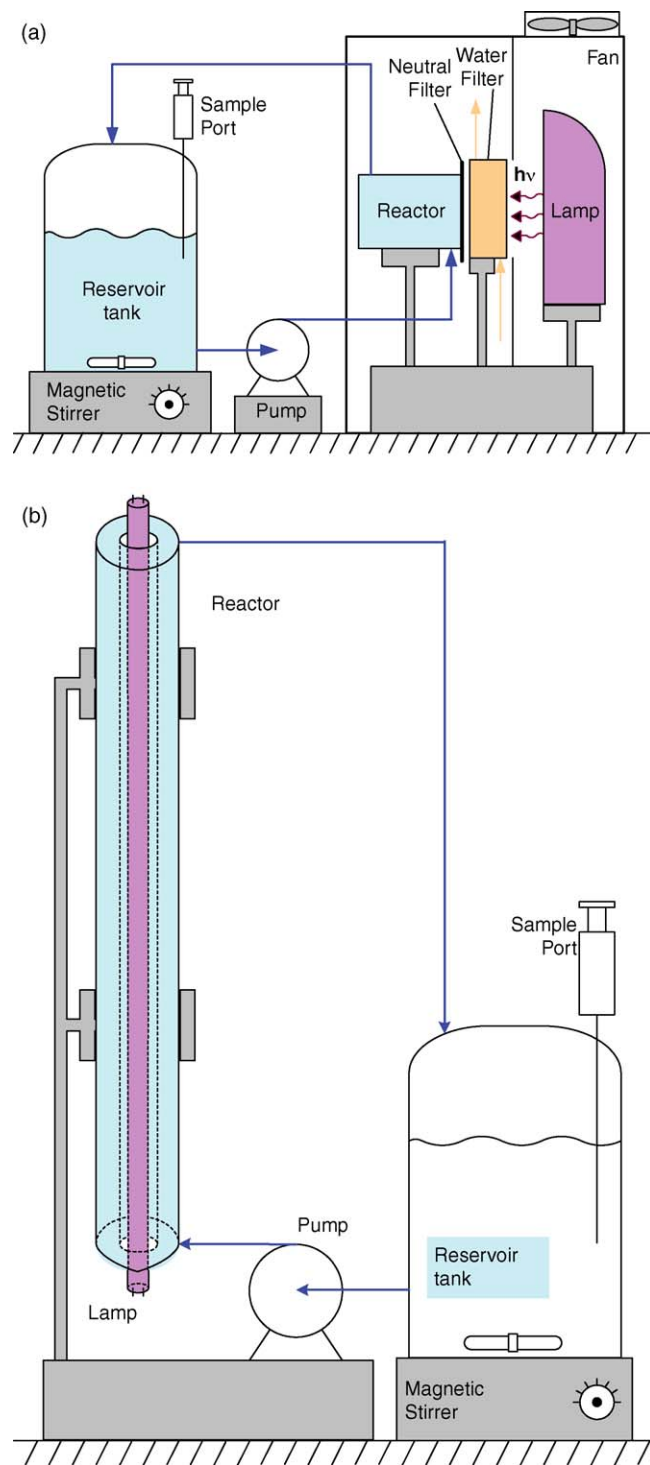 (a)
Fan
Water
Filter
Neutral
Filter
Sample
Port
hν
Reactor
Lamp
Reservoir
tank
Magnetic
Stirrer
Pump
(b)
Reactor
Sample
Port
Pump
Reservoir
tank
Lamp
Magnetic
Stirrer